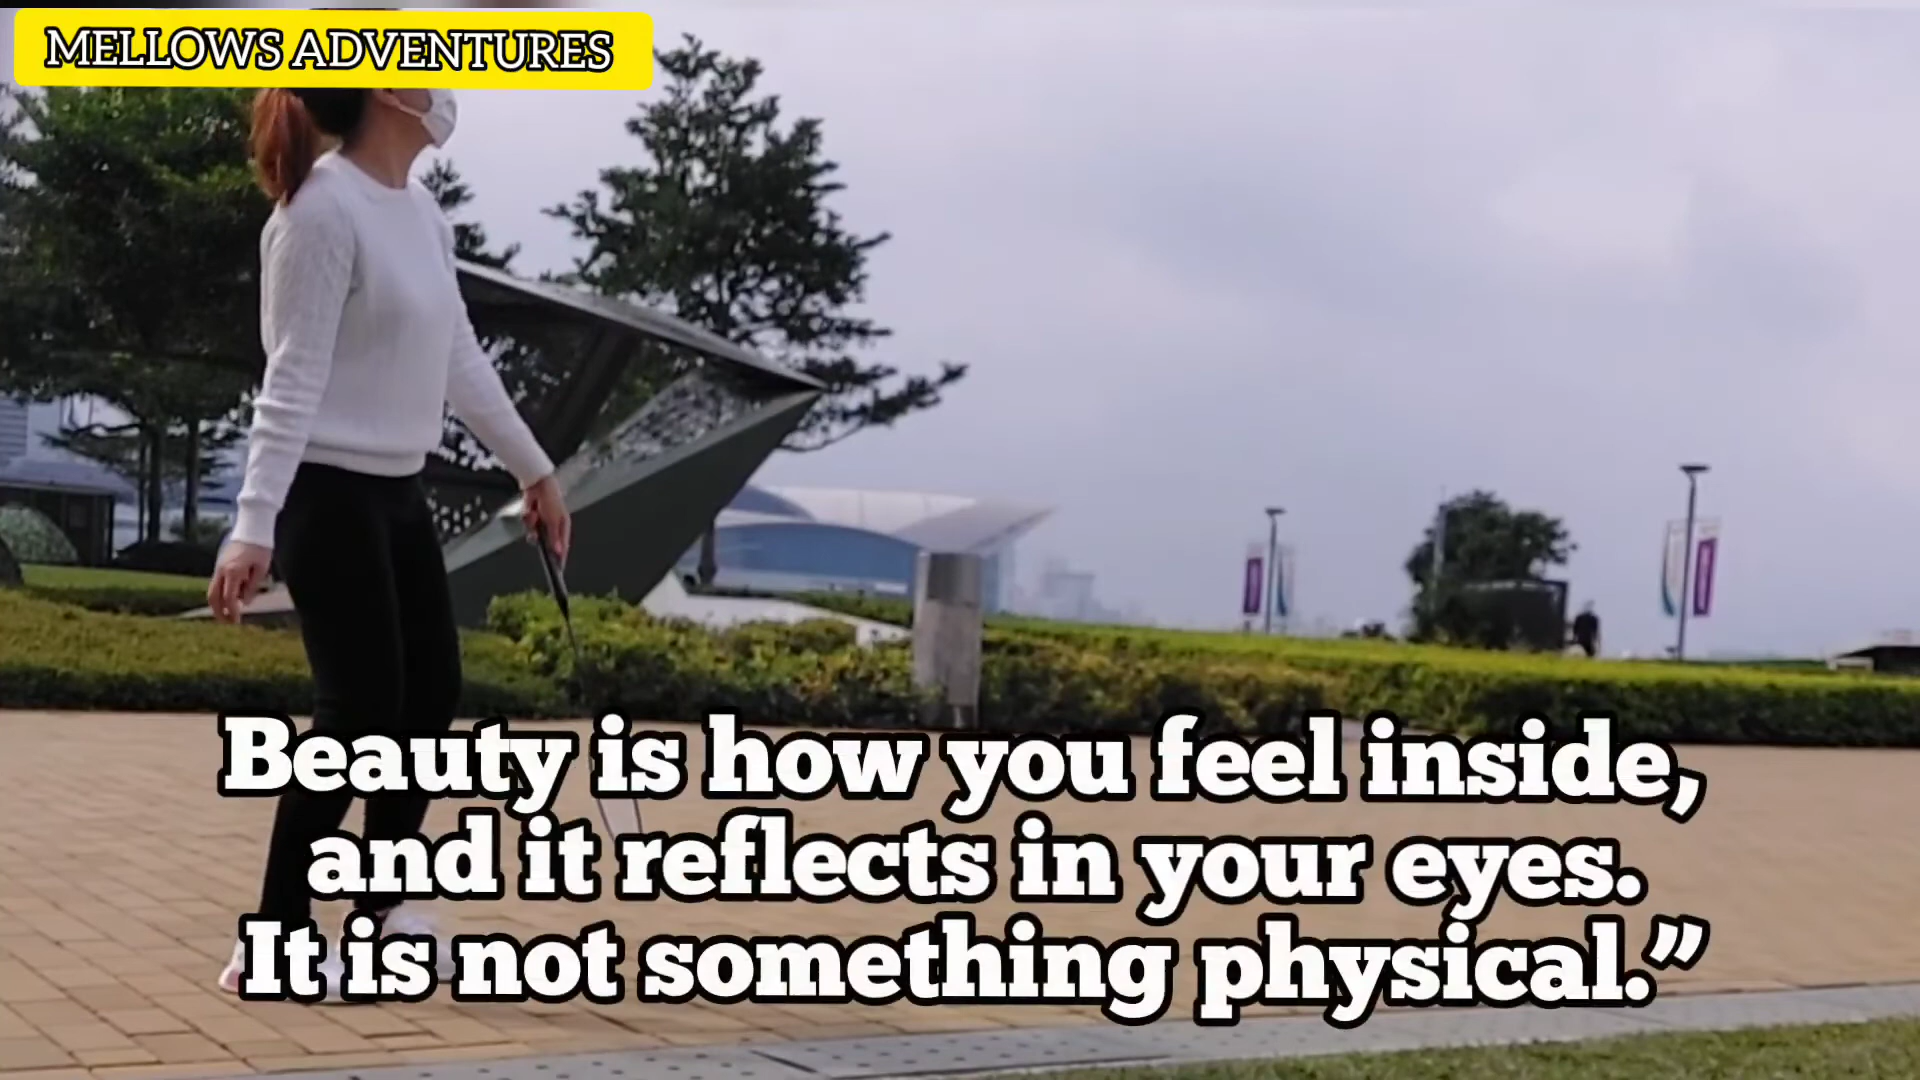 MELLOWS ADVENTURES
Beauty is how you feel inside,
and it reflects in your eyes.
It is not something physical.”